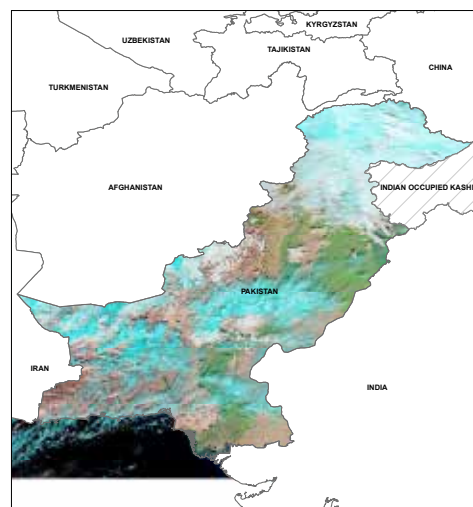 KYRGYZSTAN
UZBEKISTAN
TAJIKISTAN
CHINA
TURKMENISTAN
AFGHANISTAN
INDIAN OCCUPIED KASH
PAKISTAN
IRAN
INDIA